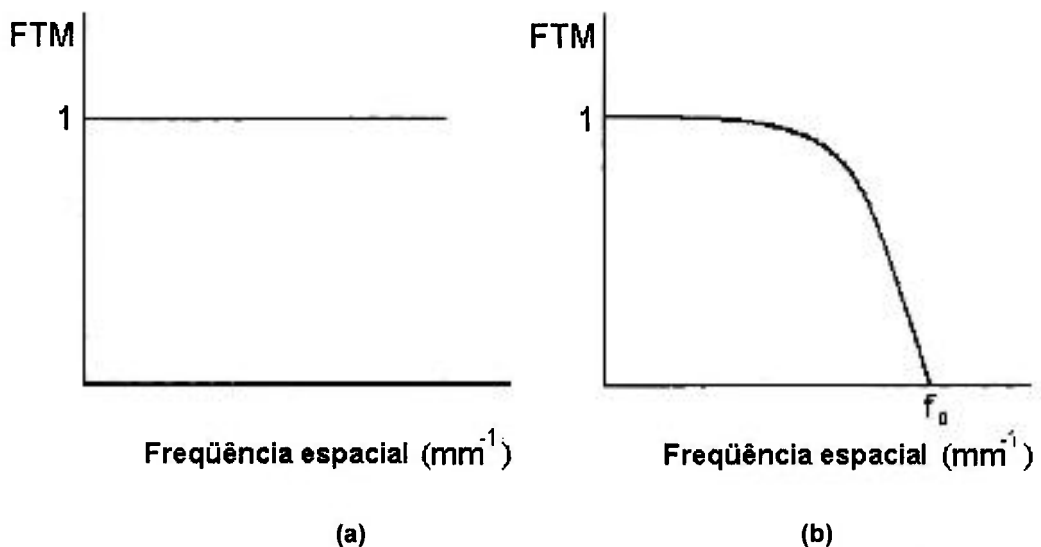 FTM
1
Freqüência espacial (mm⁻¹)
(a)
FTM
1
f₀
Freqüência espacial (mm⁻¹)
(b)